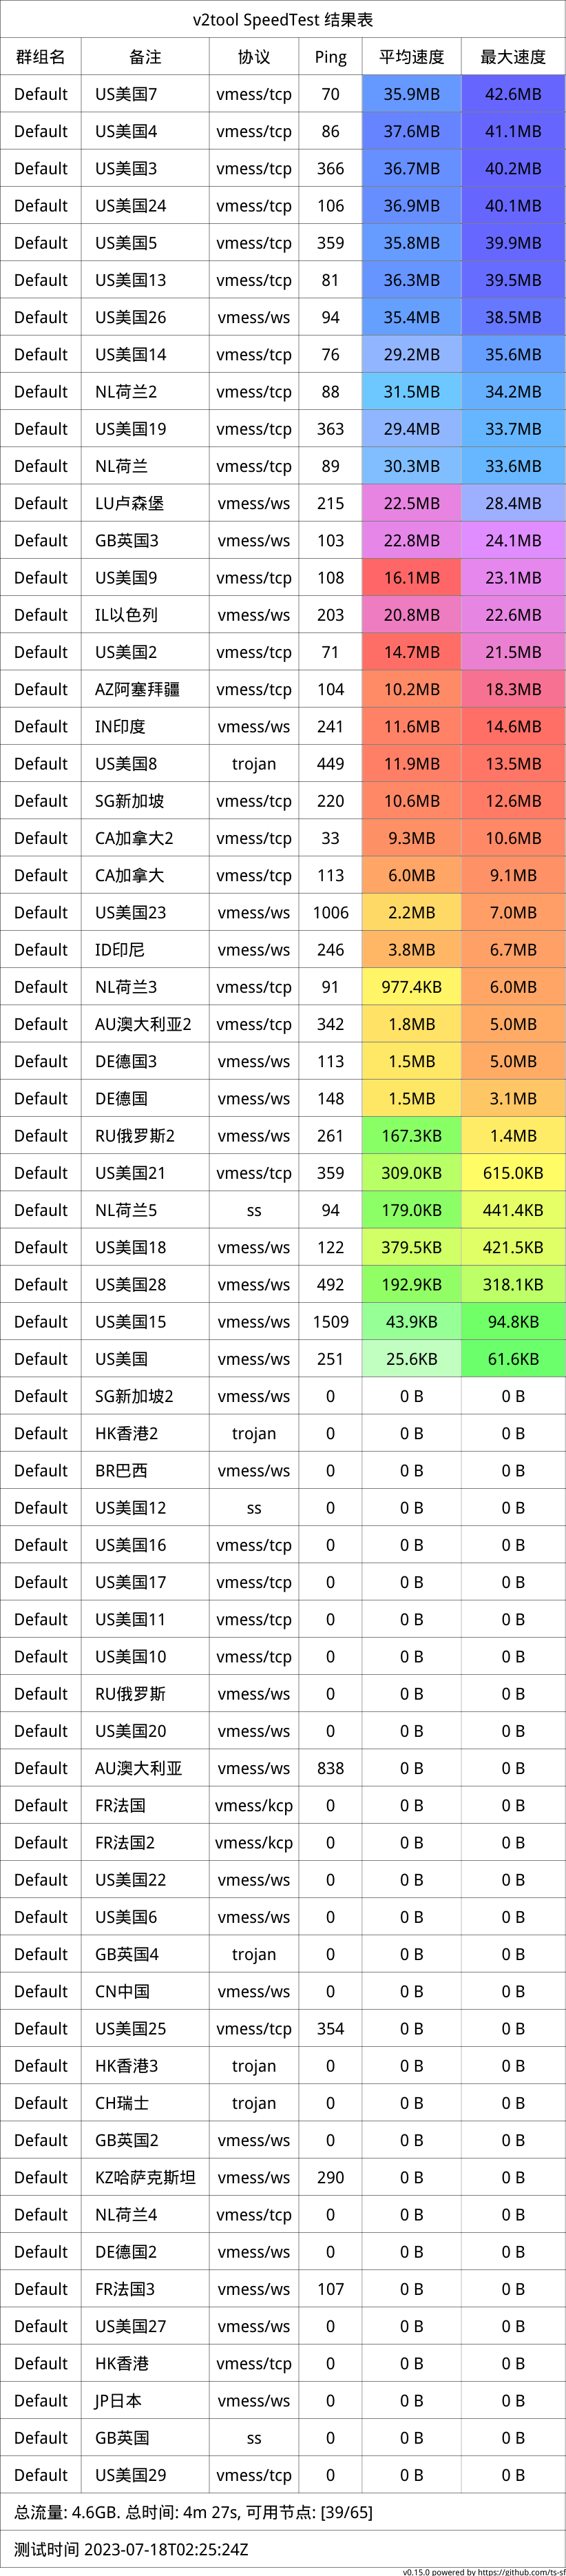 v2tool SpeedTest 结果表
群组名 备注 协议 Ping 平均速度 最大速度
Default US美国7 vmess/tcp 70 35.9MB 42.6MB
Default US美国4 vmess/tcp 86 37.6MB 41.1MB
Default US美国3 vmess/tcp 366 36.7MB 40.2MB
Default US美国24 vmess/tcp 106 36.9MB 40.1MB
Default US美国5 vmess/tcp 359 35.8MB 39.9MB
Default US美国13 vmess/tcp 81 36.3MB 39.5MB
Default US美国26 vmess/ws 94 35.4MB 38.5MB
Default US美国14 vmess/tcp 76 29.2MB 35.6MB
Default NL荷兰2 vmess/tcp 88 31.5MB 34.2MB
Default US美国19 vmess/tcp 363 29.4MB 33.7MB
Default NL荷兰 vmess/tcp 89 30.3MB 33.6MB
Default LU卢森堡 vmess/ws 215 22.5MB 28.4MB
Default GB英国3 vmess/ws 103 22.8MB 24.1MB
Default US美国9 vmess/tcp 108 16.1MB 23.1MB
Default IL以色列 vmess/ws 203 20.8MB 22.6MB
Default US美国2 vmess/tcp 71 14.7MB 21.5MB
Default AZ阿塞拜疆 vmess/tcp 104 10.2MB 18.3MB
Default IN印度 vmess/ws 241 11.6MB 14.6MB
Default US美国8 trojan 449 11.9MB 13.5MB
Default SG新加坡 vmess/tcp 220 10.6MB 12.6MB
Default CA加拿大2 vmess/tcp 33 9.3MB 10.6MB
Default CA加拿大 vmess/tcp 113 6.0MB 9.1MB
Default US美国23 vmess/ws 1006 2.2MB 7.0MB
Default ID印尼 vmess/ws 246 3.8MB 6.7MB
Default NL荷兰3 vmess/tcp 91 977.4KB 6.0MB
Default AU澳大利亚2 vmess/tcp 342 1.8MB 5.0MB
Default DE德国3 vmess/ws 113 1.5MB 5.0MB
Default DE德国 vmess/ws 148 1.5MB 3.1MB
Default RU俄罗斯2 vmess/ws 261 167.3KB 1.4MB
Default US美国21 vmess/tcp 359 309.0KB 615.0KB
Default NL荷兰5 ss 94 179.0KB 441.4KB
Default US美国18 vmess/ws 122 379.5KB 421.5KB
Default US美国28 vmess/ws 492 192.9KB 318.1KB
Default US美国15 vmess/ws 1509 43.9KB 94.8KB
Default US美国 vmess/ws 251 25.6KB 61.6KB
Default SG新加坡2 vmess/ws 0 0 B 0 B
Default HK香港2 trojan 0 0 B 0 B
Default BR巴西 vmess/ws 0 0 B 0 B
Default US美国12 ss 0 0 B 0 B
Default US美国16 vmess/tcp 0 0 B 0 B
Default US美国17 vmess/tcp 0 0 B 0 B
Default US美国11 vmess/tcp 0 0 B 0 B
Default US美国10 vmess/tcp 0 0 B 0 B
Default RU俄罗斯 vmess/ws 0 0 B 0 B
Default US美国20 vmess/ws 0 0 B 0 B
Default AU澳大利亚 vmess/ws 838 0 B 0 B
Default FR法国 vmess/kcp 0 0 B 0 B
Default FR法国2 vmess/kcp 0 0 B 0 B
Default US美国22 vmess/ws 0 0 B 0 B
Default US美国6 vmess/ws 0 0 B 0 B
Default GB英国4 trojan 0 0 B 0 B
Default CN中国 vmess/ws 0 0 B 0 B
Default US美国25 vmess/tcp 354 0 B 0 B
Default HK香港3 trojan 0 0 B 0 B
Default CH瑞士 trojan 0 0 B 0 B
Default GB英国2 vmess/ws 0 0 B 0 B
Default KZ哈萨克斯坦 vmess/ws 290 0 B 0 B
Default NL荷兰4 vmess/tcp 0 0 B 0 B
Default DE德国2 vmess/ws 0 0 B 0 B
Default FR法国3 vmess/ws 107 0 B 0 B
Default US美国27 vmess/ws 0 0 B 0 B
Default HK香港 vmess/tcp 0 0 B 0 B
Default JP日本 vmess/ws 0 0 B 0 B
Default GB英国 ss 0 0 B 0 B
Default US美国29 vmess/tcp 0 0 B 0 B
总流量: 4.6GB. 总时间: 4m 27s, 可用节点: [39/65]
测试时间 2023-07-18T02:25:24Z
v0.15.0 powered by https://github.com/ts-sf